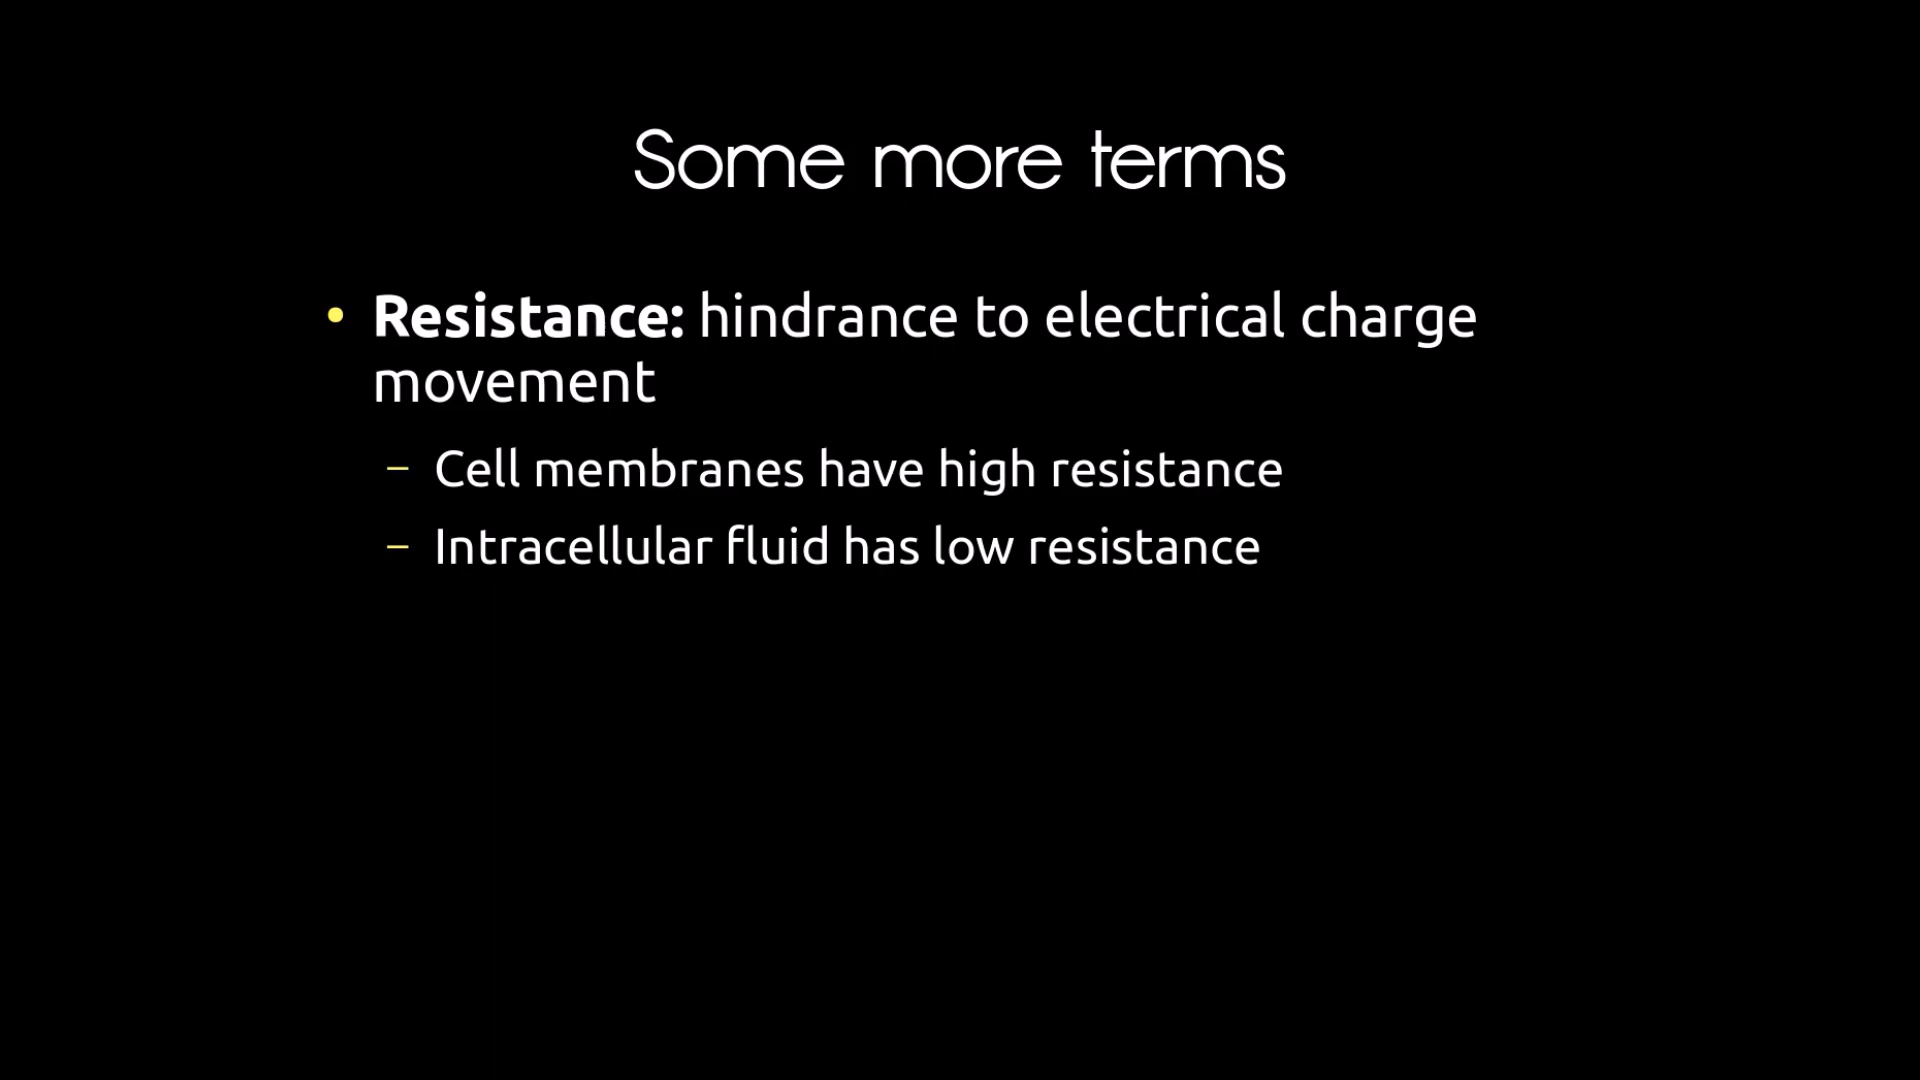 Some more terms
• Resistance: hindrance to electrical charge
movement
– Cell membranes have high resistance
– Intracellular fluid has low resistance